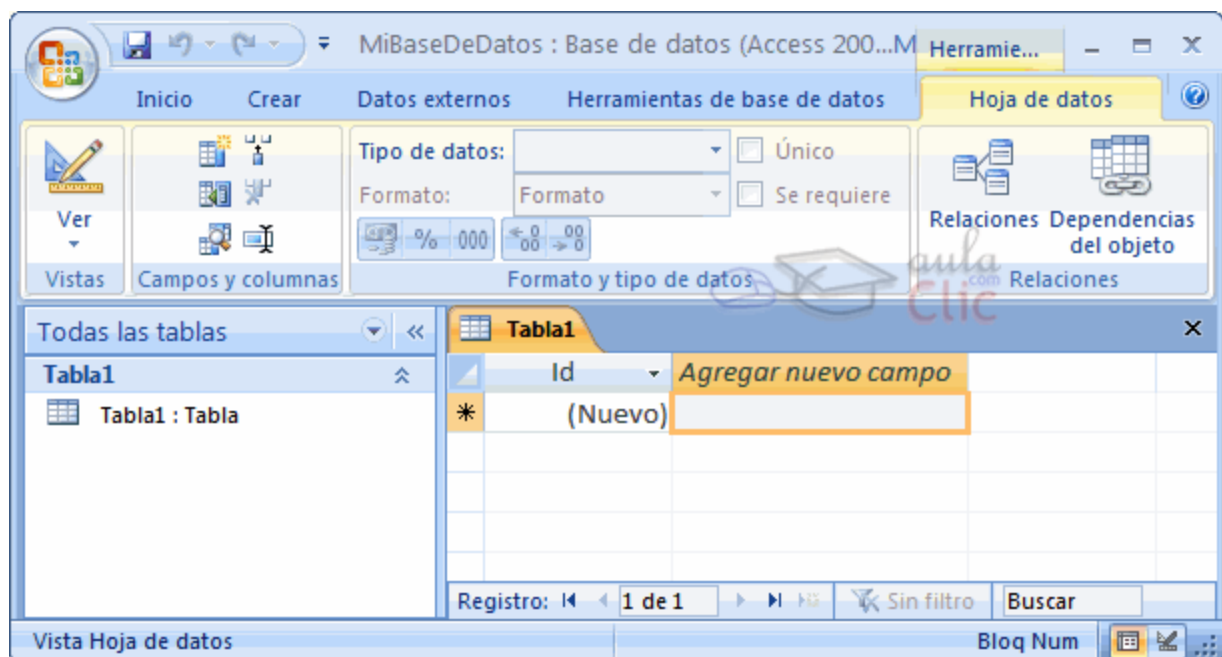 MiBaseDeDatos : Base de datos (Access 200...M
Herramie...
Inicio Crear Datos externos Herramientas de base de datos Hoja de datos
Tipo de datos: Único
Formato: Formato Se requiere
% 000
Ver
Relaciones Dependencias
del objeto
Vistas Campos y columnas Formato y tipo de datos Relaciones
aula
.com
Clic
Todas las tablas
Tabla1
Tabla1 : Tabla
Tabla1
Id Agregar nuevo campo
(Nuevo)
Registro: 1 de 1 Sin filtro Buscar
Vista Hoja de datos Bloq Num